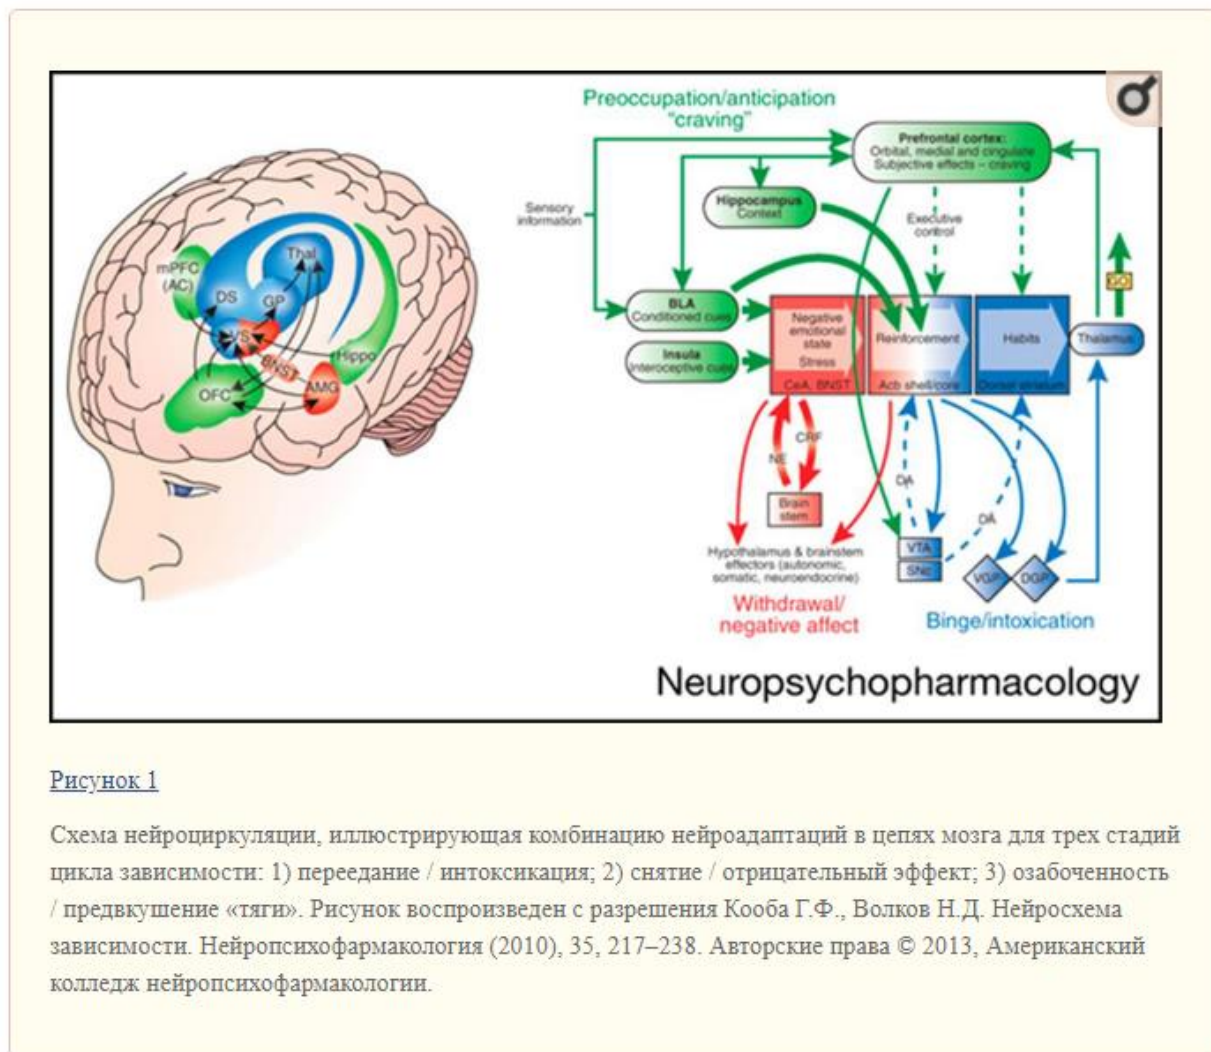 Preoccupation/anticipation
"craving"
Prefrontal cortex:
Orbital, medial and cingulate
Subjective effects – craving
Hippocampus
Context
Sensory
information
Executive
control
GO
mPFC
(AC)
Thal
DS
GP
VS
BNST
Hippo
AMG
OFC
BLA
Conditioned cues
Insula
Interoceptive cues
Negative
emotional
state
Stress
CeA, BNST
Reinforcement
Acb shell/core
Habits
Dorsal striatum
Thalamus
CRF
NE
Brain
stem
DA
DA
VTA
SNc
VGP
DGP
Hypothalamus & brainstem
effectors (autonomic,
somatic, neuroendocrine)
Withdrawal/
negative affect
Binge/intoxication
Neuropsychopharmacology
Рисунок 1
Схема нейроциркуляции, иллюстрирующая комбинацию нейроадаптаций в цепях мозга для трех стадий
цикла зависимости: 1) переедание / интоксикация; 2) снятие / отрицательный эффект; 3) озабоченность
/ предвкушение «тяги». Рисунок воспроизведен с разрешения Кооба Г.Ф., Волков Н.Д. Нейросхема
зависимости. Нейропсихофармакология (2010), 35, 217–238. Авторские права © 2013, Американский
колледж нейропсихофармакологии.